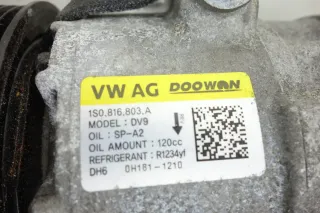 VW AG DOOWON
1S0.816.803.A
MODEL : DV9
OIL : SP-A2
OIL AMOUNT : 120cc
REFRIGERANT : R1234yf
DH6 0H181-1210